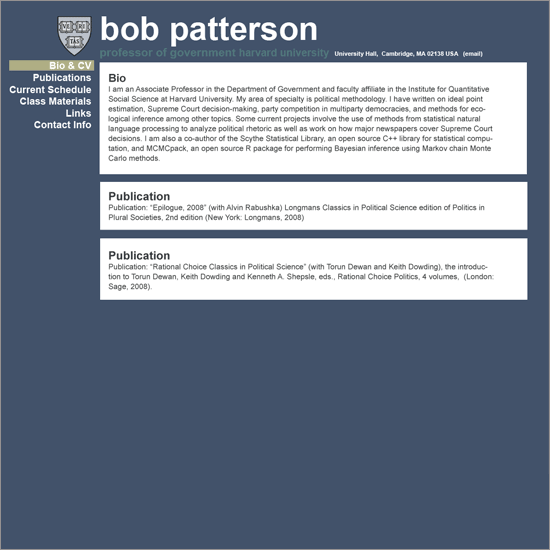 VE RI TAS
bob patterson
professor of government harvard university University Hall, Cambridge, MA 02138 USA (email)
Bio & CV
Publications
Current Schedule
Class Materials
Links
Contact Info
Bio
I am an Associate Professor in the Department of Government and faculty affiliate in the Institute for Quantitative
Social Science at Harvard University. My area of specialty is political methodology. I have written on ideal point
estimation, Supreme Court decision-making, party competition in multiparty democracies, and methods for eco-
logical inference among other topics. Some current projects involve the use of methods from statistical natural
language processing to analyze political rhetoric as well as work on how major newspapers cover Supreme Court
decisions. I am also a co-author of the Scythe Statistical Library, an open source C++ library for statistical compu-
tation, and MCMCpack, an open source R package for performing Bayesian inference using Markov chain Monte
Carlo methods.
Publication
Publication: “Epilogue, 2008” (with Alvin Rabushka) Longmans Classics in Political Science edition of Politics in
Plural Societies, 2nd edition (New York: Longmans, 2008)
Publication
Publication: “Rational Choice Classics in Political Science” (with Torun Dewan and Keith Dowding), the introduc-
tion to Torun Dewan, Keith Dowding and Kenneth A. Shepsle, eds., Rational Choice Politics, 4 volumes, (London:
Sage, 2008).